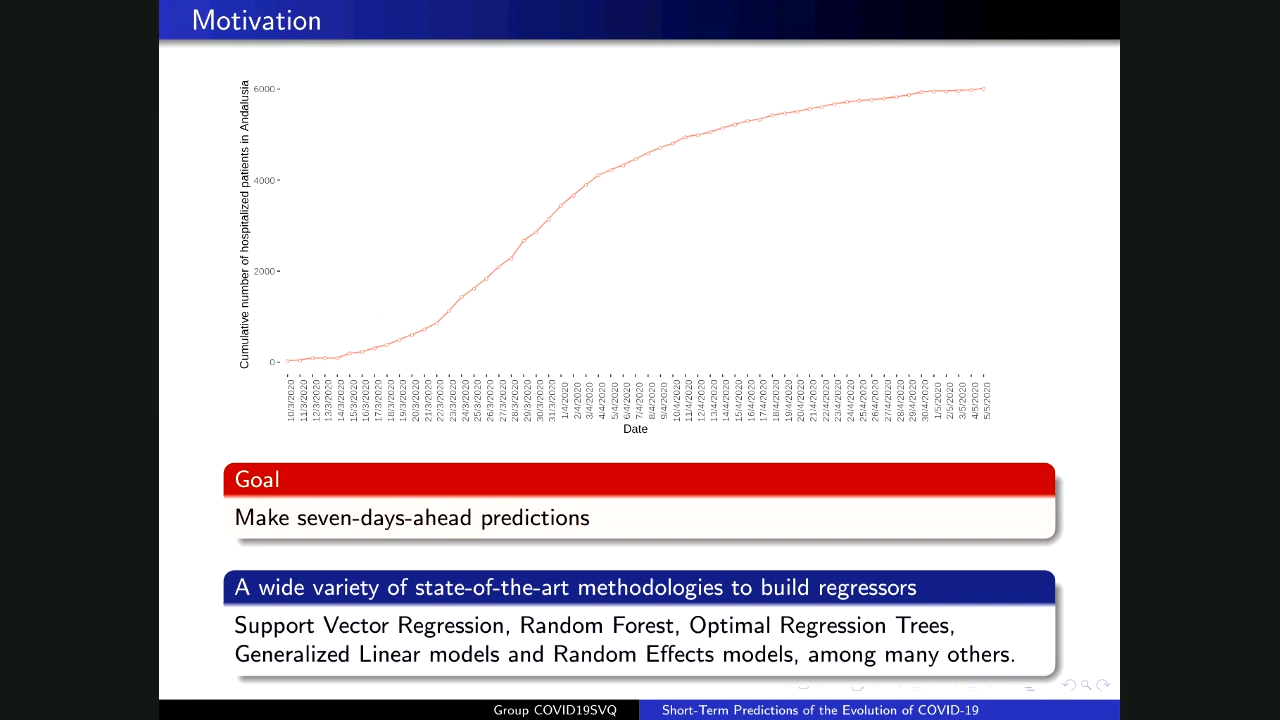 Motivation
Cumulative number of hospitalized patients in Andalusia
6000
4000
2000
0
10/3/2020 11/3/2020 12/3/2020 13/3/2020 14/3/2020 15/3/2020 16/3/2020 17/3/2020 18/3/2020 19/3/2020 20/3/2020 21/3/2020 22/3/2020 23/3/2020 24/3/2020 25/3/2020 26/3/2020 27/3/2020 28/3/2020 29/3/2020 30/3/2020 31/3/2020 1/4/2020 2/4/2020 3/4/2020 4/4/2020 5/4/2020 6/4/2020 7/4/2020 8/4/2020 9/4/2020 10/4/2020 11/4/2020 12/4/2020 13/4/2020 14/4/2020 15/4/2020 16/4/2020 17/4/2020 18/4/2020 19/4/2020 20/4/2020 21/4/2020 22/4/2020 23/4/2020 24/4/2020 25/4/2020 26/4/2020 27/4/2020 28/4/2020 29/4/2020 30/4/2020 1/5/2020 2/5/2020 3/5/2020 4/5/2020 5/5/2020
Date
Goal
Make seven-days-ahead predictions
A wide variety of state-of-the-art methodologies to build regressors
Support Vector Regression, Random Forest, Optimal Regression Trees,
Generalized Linear models and Random Effects models, among many others.
Group COVID19SVQ
Short-Term Predictions of the Evolution of COVID-19